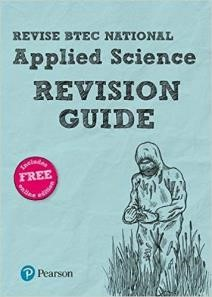 REVISE BTEC NATIONAL
Applied Science
REVISION
GUIDE
Includes
FREE
online edition
Pearson